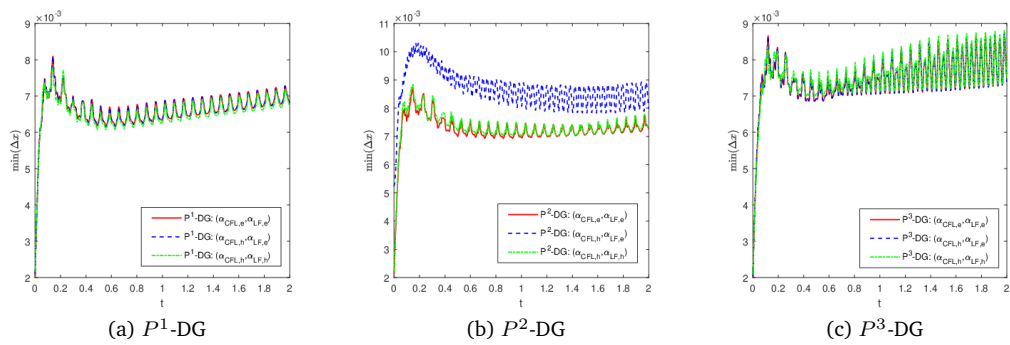 ×10⁻³
9
8
7
6
5
4
3
2
min(Δx)
P¹-DG: (α_CFL,e,α_LF,e)
P¹-DG: (α_CFL,h,α_LF,e)
P¹-DG: (α_CFL,h,α_LF,h)
0 0.2 0.4 0.6 0.8 1 1.2 1.4 1.6 1.8 2
t
(a) P¹-DG
×10⁻³
11
10
9
8
7
6
5
4
3
2
min(Δx)
P²-DG: (α_CFL,e,α_LF,e)
P²-DG: (α_CFL,h,α_LF,e)
P²-DG: (α_CFL,h,α_LF,h)
0 0.2 0.4 0.6 0.8 1 1.2 1.4 1.6 1.8 2
t
(b) P²-DG
×10⁻³
9
8
7
6
5
4
3
2
min(Δx)
P³-DG: (α_CFL,e,α_LF,e)
P³-DG: (α_CFL,h,α_LF,e)
P³-DG: (α_CFL,h,α_LF,h)
0 0.2 0.4 0.6 0.8 1 1.2 1.4 1.6 1.8 2
t
(c) P³-DG